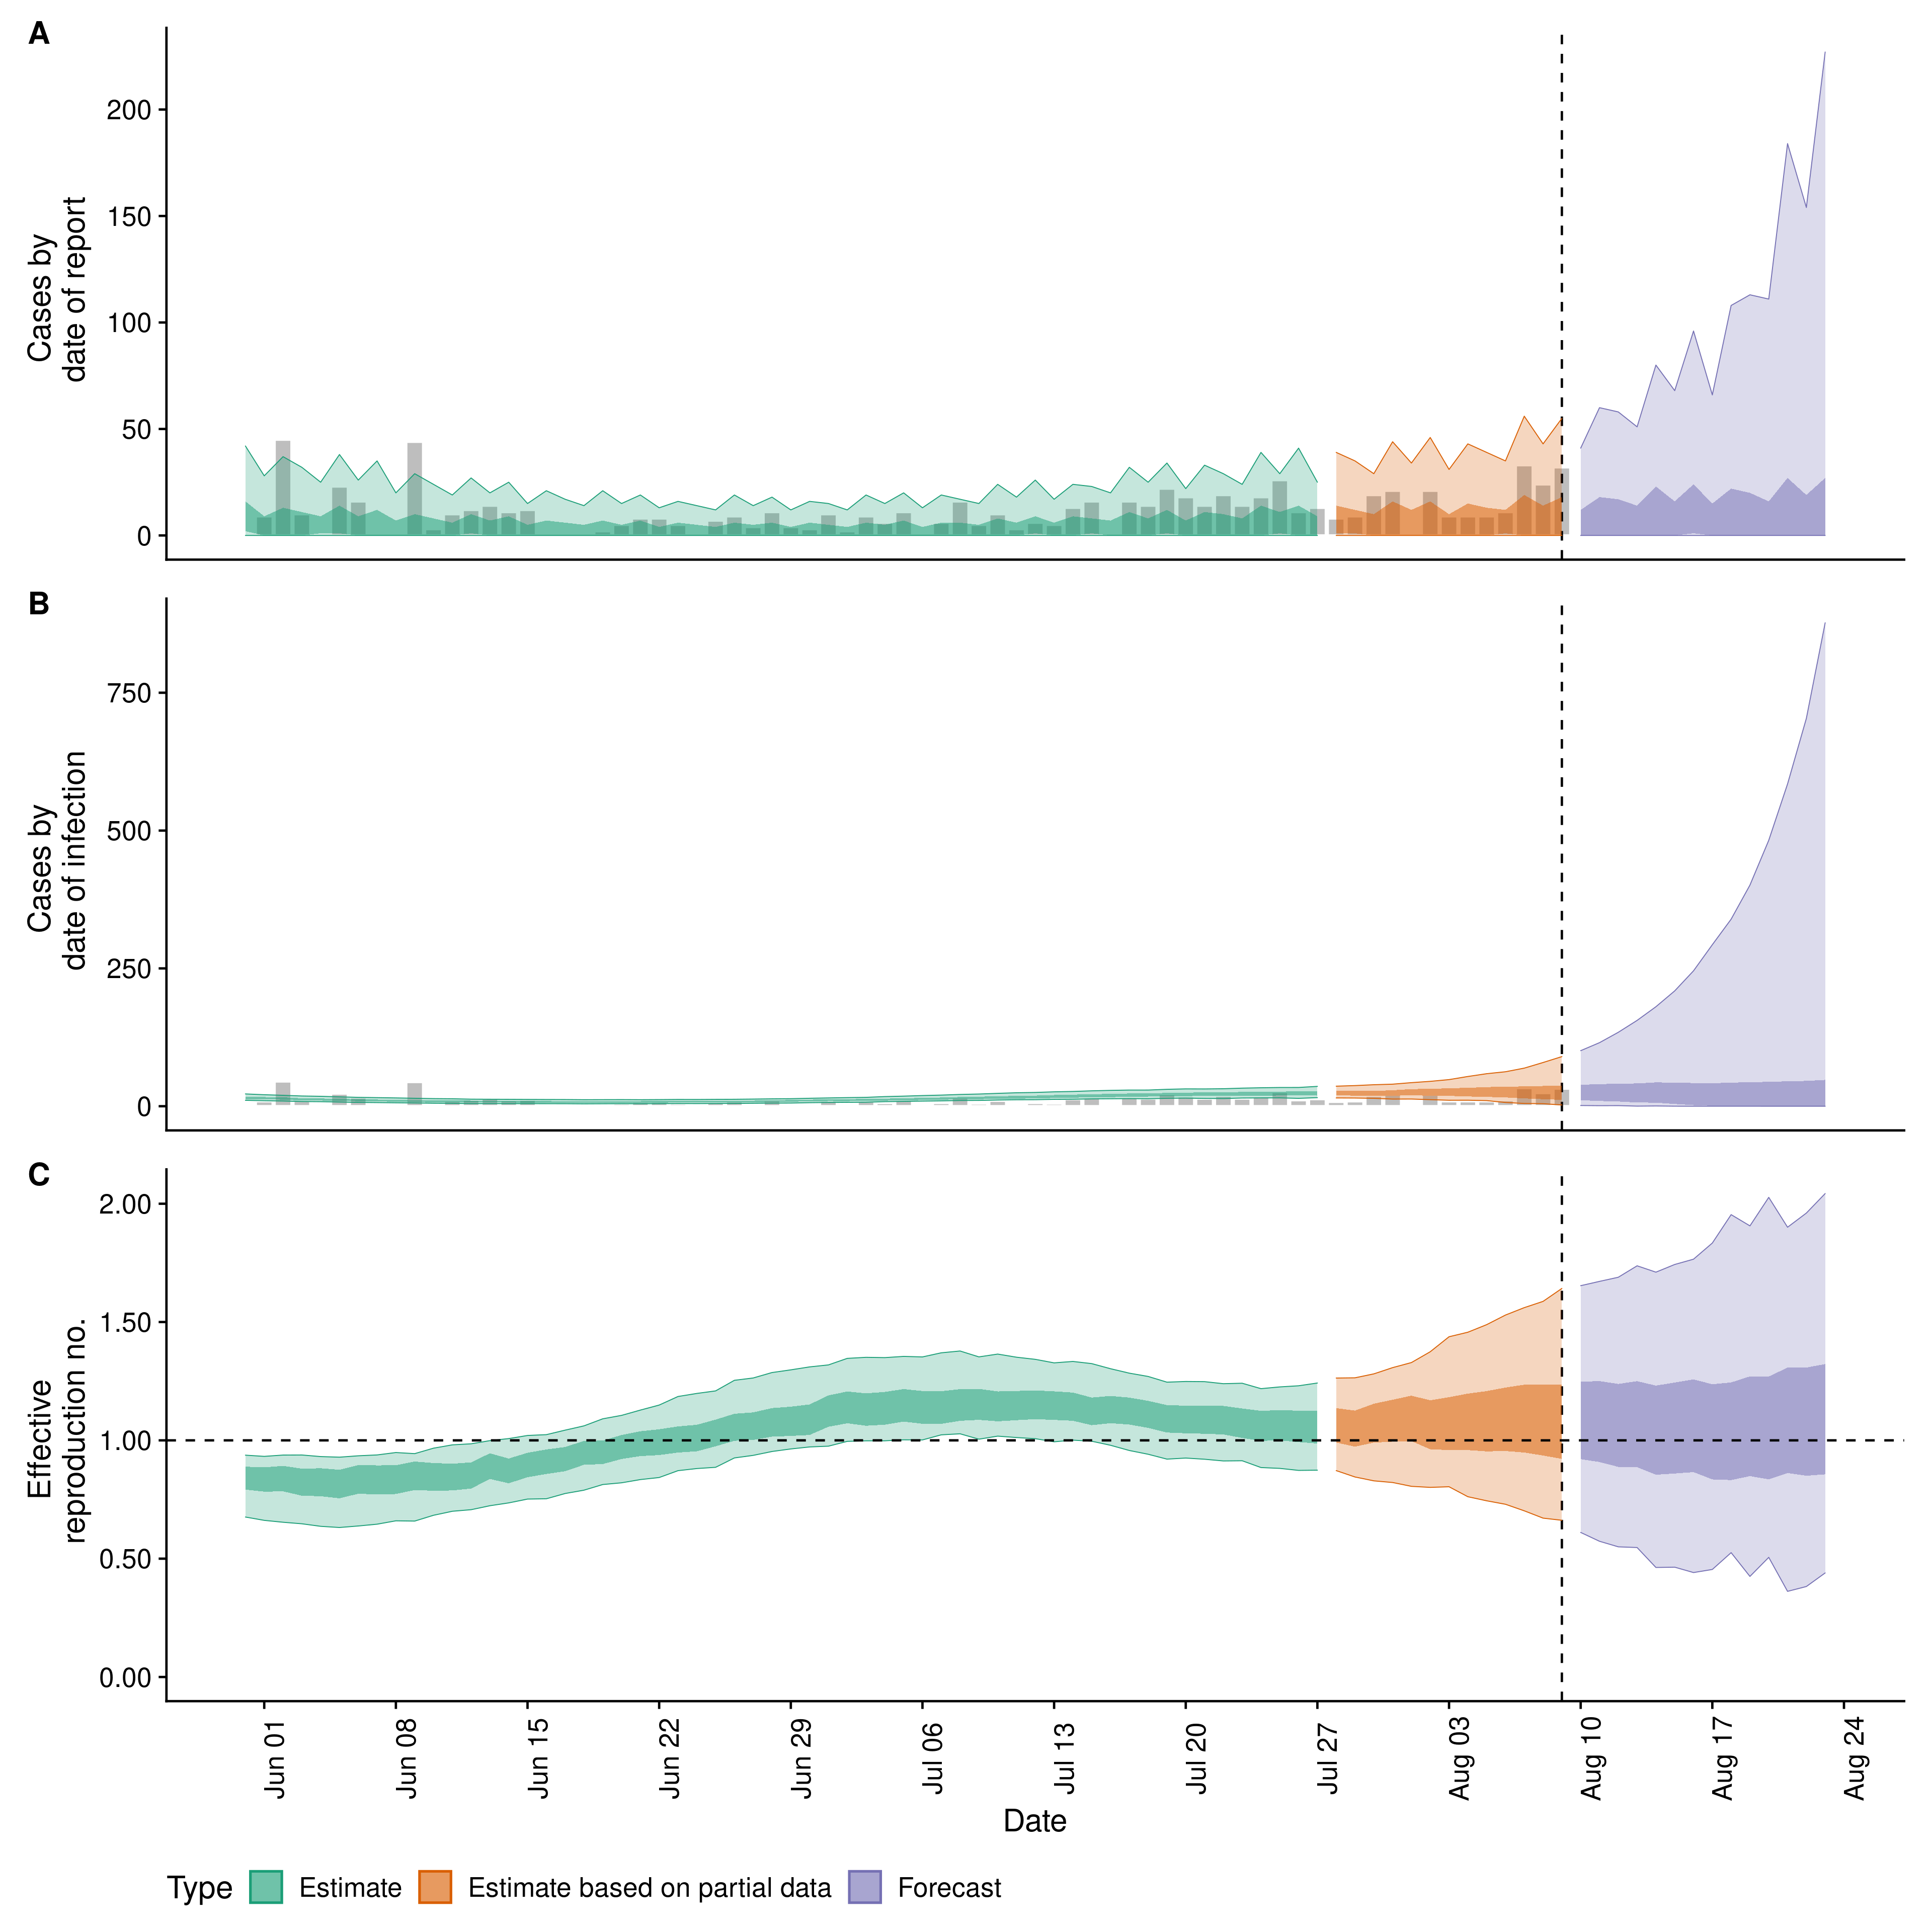 A
Cases by
date of report
200
150
100
50
0
B
Cases by
date of infection
750
500
250
0
C
Effective
reproduction no.
2.00
1.50
1.00
0.50
0.00
Jun 01
Jun 08
Jun 15
Jun 22
Jun 29
Jul 06
Jul 13
Jul 20
Jul 27
Aug 03
Aug 10
Aug 17
Aug 24
Date
Type Estimate Estimate based on partial data Forecast